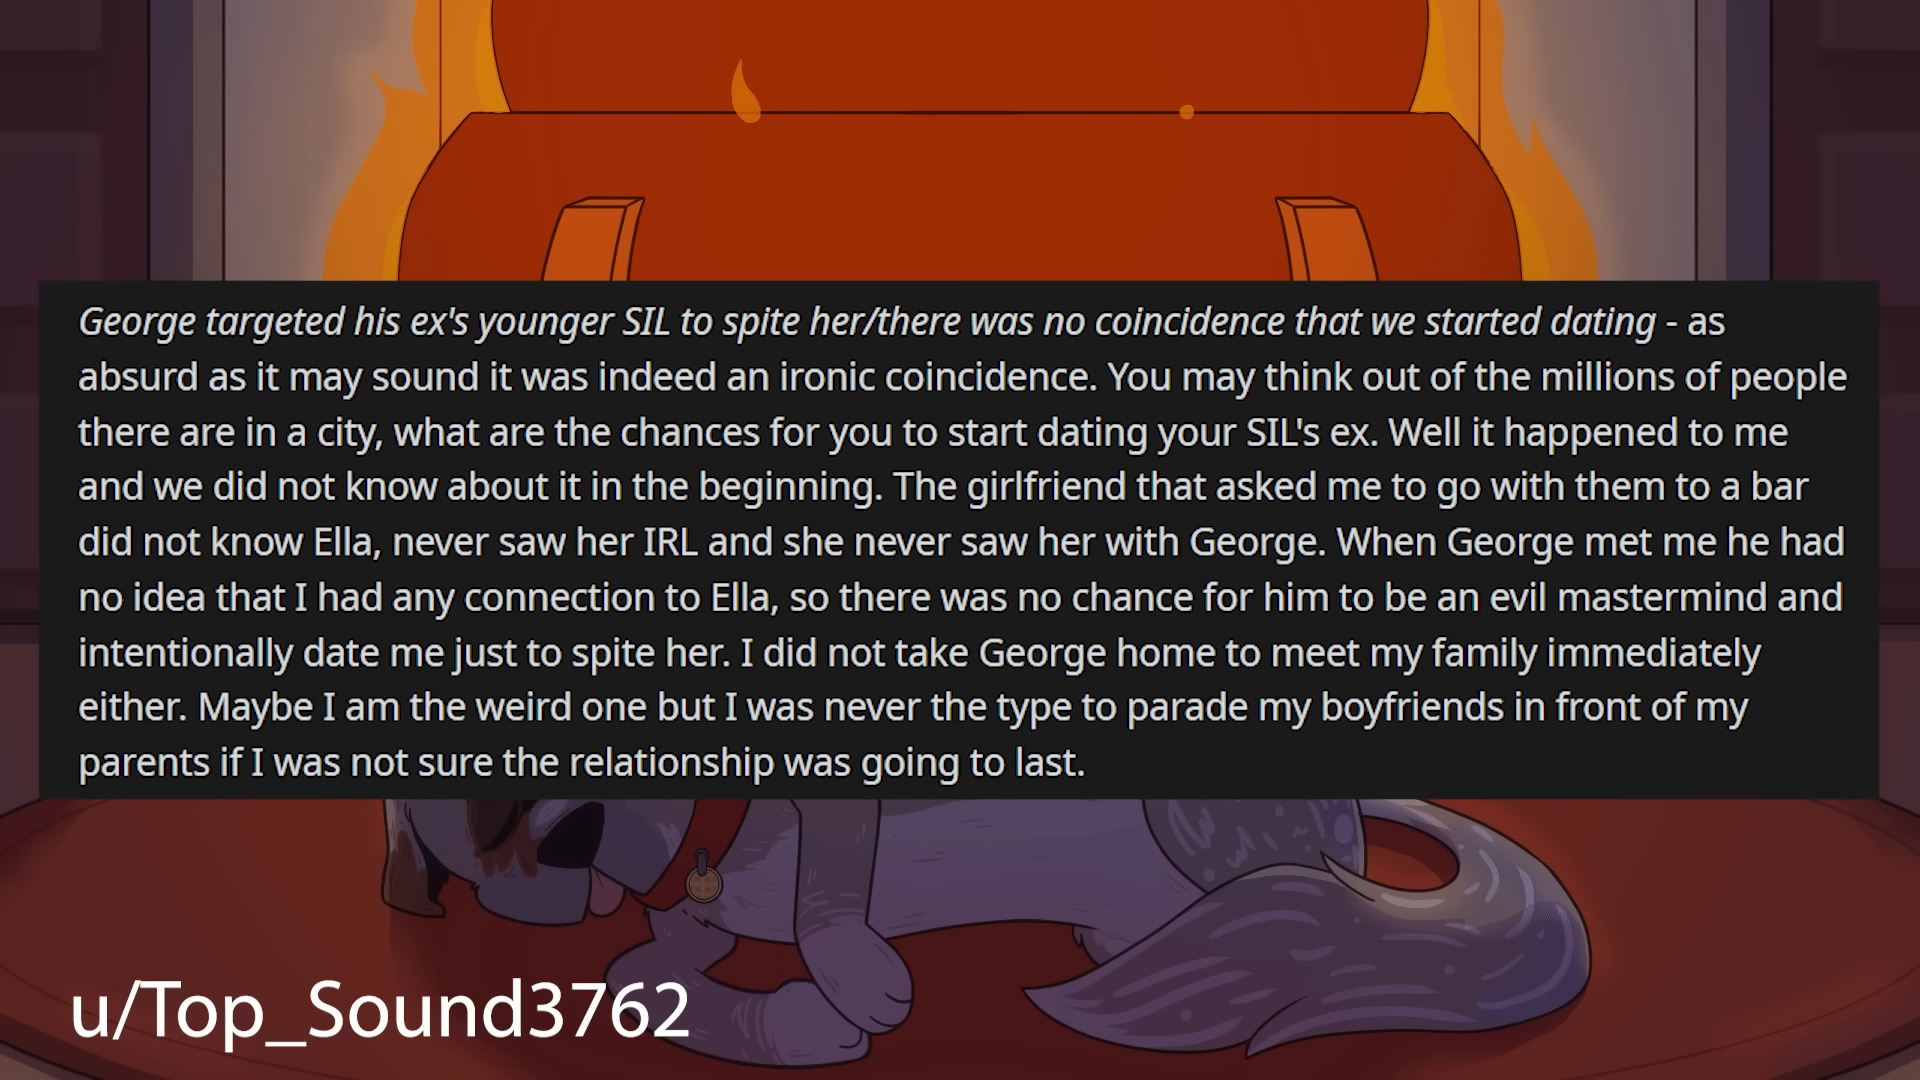 George targeted his ex's younger SIL to spite her/there was no coincidence that we started dating - as
absurd as it may sound it was indeed an ironic coincidence. You may think out of the millions of people
there are in a city, what are the chances for you to start dating your SIL's ex. Well it happened to me
and we did not know about it in the beginning. The girlfriend that asked me to go with them to a bar
did not know Ella, never saw her IRL and she never saw her with George. When George met me he had
no idea that I had any connection to Ella, so there was no chance for him to be an evil mastermind and
intentionally date me just to spite her. I did not take George home to meet my family immediately
either. Maybe I am the weird one but I was never the type to parade my boyfriends in front of my
parents if I was not sure the relationship was going to last.
u/Top_Sound3762